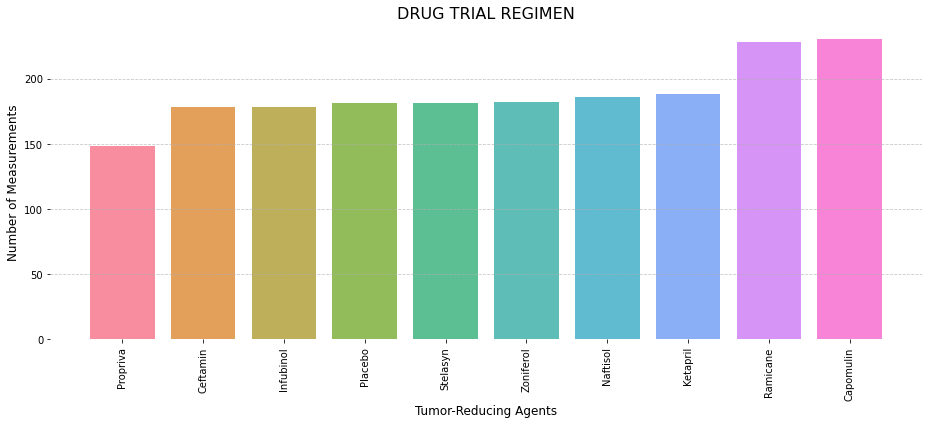 DRUG TRIAL REGIMEN
Number of Measurements
200
150
100
50
0
Propriva
Ceftamin
Infubinol
Placebo
Stelasyn
Zoniferol
Naftisol
Ketapril
Ramicane
Capomulin
Tumor-Reducing Agents